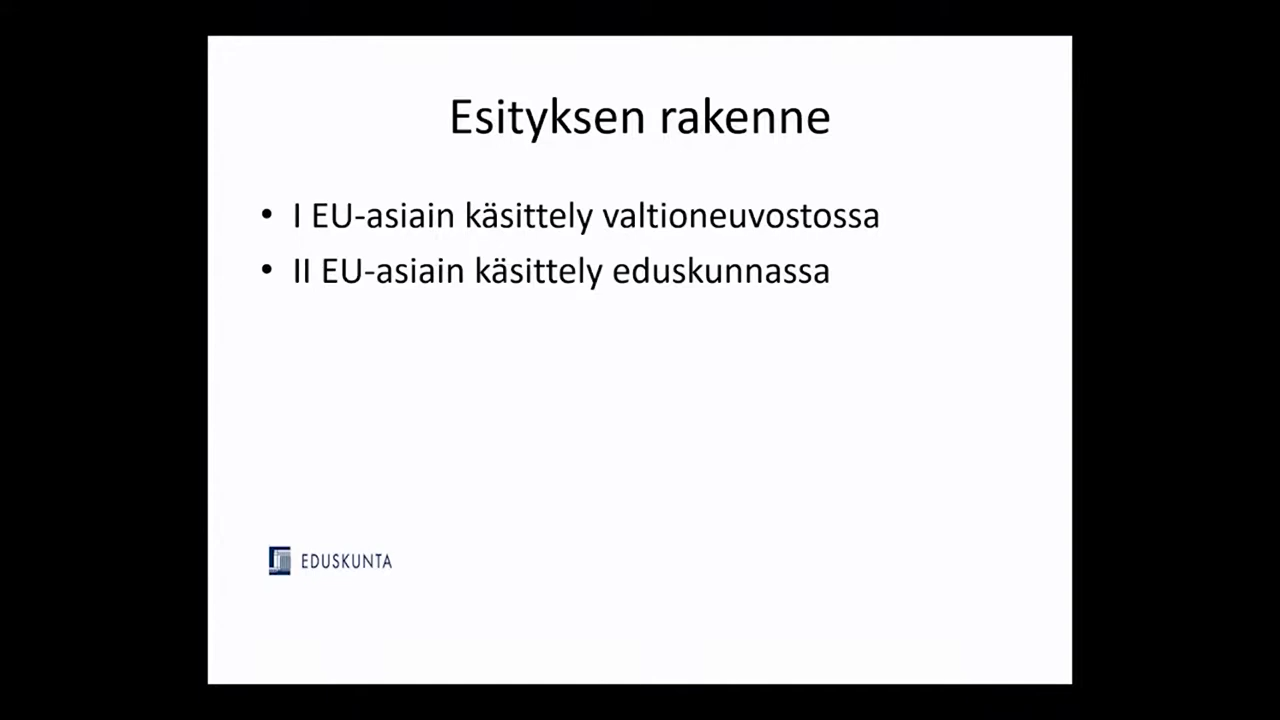 Esityksen rakenne
• I EU-asiain käsittely valtioneuvostossa
• II EU-asiain käsittely eduskunnassa
EDUSKUNTA